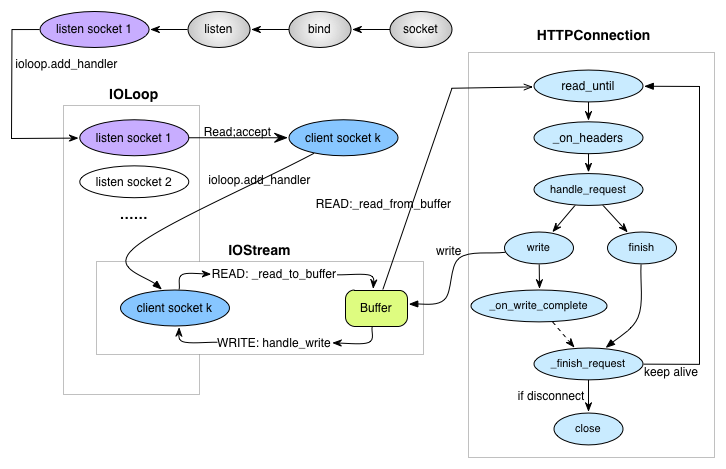 listen socket 1
listen
bind
socket
ioloop.add_handler
HTTPConnection
IOLoop
listen socket 1
Read;accept
client socket k
listen socket 2
......
ioloop.add_handler
READ:_read_from_buffer
IOStream
READ: _read_to_buffer
client socket k
Buffer
WRITE: handle_write
write
read_until
_on_headers
handle_request
write
finish
_on_write_complete
_finish_request
keep alive
if disconnect
close